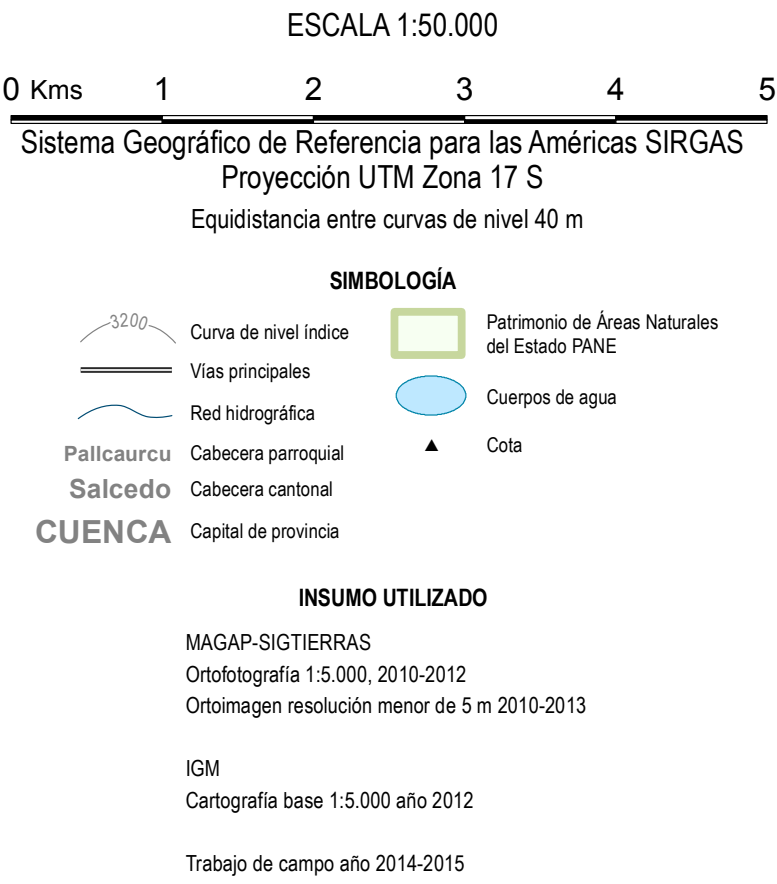 ESCALA 1:50.000
0 Kms 1 2 3 4 5
Sistema Geográfico de Referencia para las Américas SIRGAS
Proyección UTM Zona 17 S
Equidistancia entre curvas de nivel 40 m
SIMBOLOGÍA
3200 Curva de nivel índice
Vías principales
Red hidrográfica
Pallcaurcu Cabecera parroquial
Salcedo Cabecera cantonal
CUENCA Capital de provincia
Patrimonio de Áreas Naturales
del Estado PANE
Cuerpos de agua
Cota
INSUMO UTILIZADO
MAGAP-SIGTIERRAS
Ortofotografía 1:5.000, 2010-2012
Ortoimagen resolución menor de 5 m 2010-2013
IGM
Cartografía base 1:5.000 año 2012
Trabajo de campo año 2014-2015